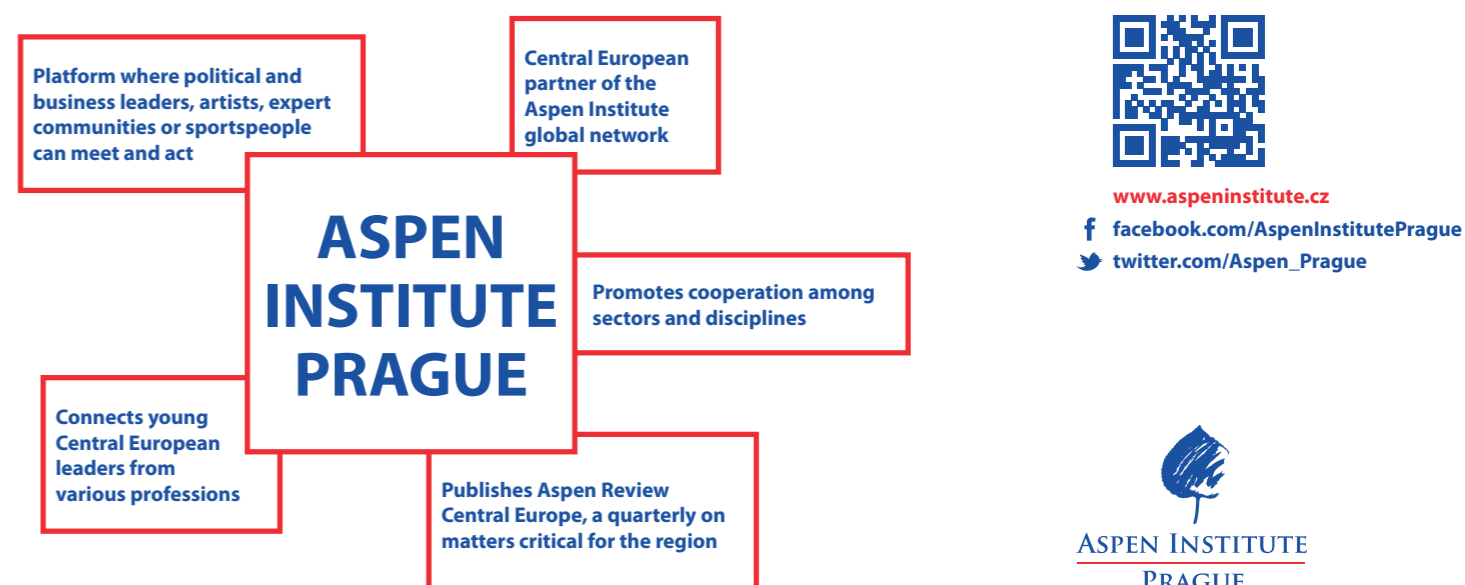 Platform where political and
business leaders, artists, expert
communities or sportspeople
can meet and act
Central European
partner of the
Aspen Institute
global network
ASPEN
INSTITUTE
PRAGUE
Promotes cooperation among
sectors and disciplines
Connects young
Central European
leaders from
various professions
Publishes Aspen Review
Central Europe, a quarterly on
matters critical for the region
www.aspeninstitute.cz
facebook.com/AspenInstitutePrague
twitter.com/Aspen_Prague
ASPEN INSTITUTE
PRAGUE